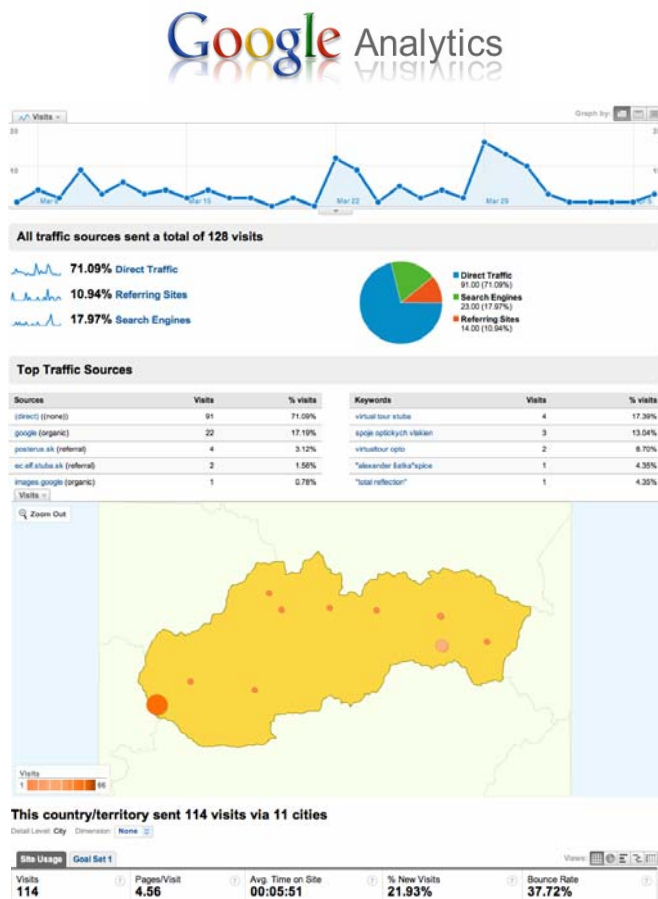 Google Analytics
Visits
Graph by:
20
10
Mar 15
Mar 22
Mar 29
All traffic sources sent a total of 128 visits
71.09% Direct Traffic
10.94% Referring Sites
17.97% Search Engines
Direct Traffic
91.00 (71.09%)
Search Engines
23.00 (17.97%)
Referring Sites
14.00 (10.94%)
Top Traffic Sources
Sources Visits % visits
(direct) ((none)) 91 71.09%
google (organic) 22 17.19%
posterus.sk (referral) 4 3.12%
ec.elf.stuba.sk (referral) 2 1.56%
images.google (organic) 1 0.78%
Keywords Visits % visits
virtual tour stuba 4 17.39%
spoje optickych vlakien 3 13.04%
virtualtour opto 2 8.70%
"alexander šatka"spice 1 4.35%
"total reflection" 1 4.35%
Visits
Zoom Out
Visits
1 66
This country/territory sent 114 visits via 11 cities
Detail Level: City Dimension: None
Site Usage Goal Set 1 Views:
Visits Pages/Visit Avg. Time on Site % New Visits Bounce Rate
114 4.56 00:05:51 21.93% 37.72%